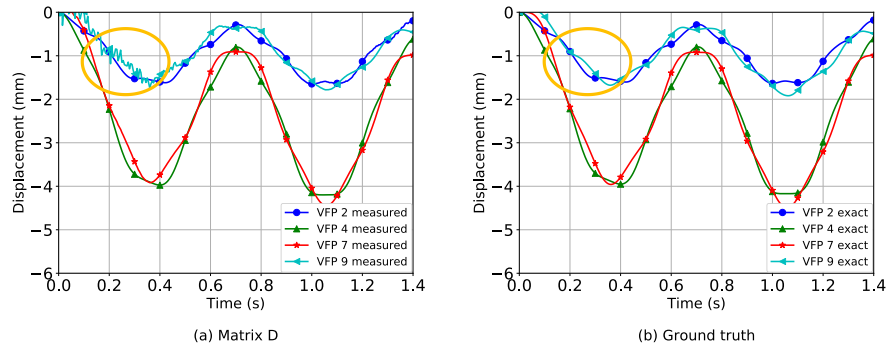 Displacement (mm)
0
−1
−2
−3
−4
−5
−6
0.0 0.2 0.4 0.6 0.8 1.0 1.2 1.4
Time (s)
VFP 2 measured
VFP 4 measured
VFP 7 measured
VFP 9 measured
(a) Matrix D
Displacement (mm)
0
−1
−2
−3
−4
−5
−6
0.0 0.2 0.4 0.6 0.8 1.0 1.2 1.4
Time (s)
VFP 2 exact
VFP 4 exact
VFP 7 exact
VFP 9 exact
(b) Ground truth